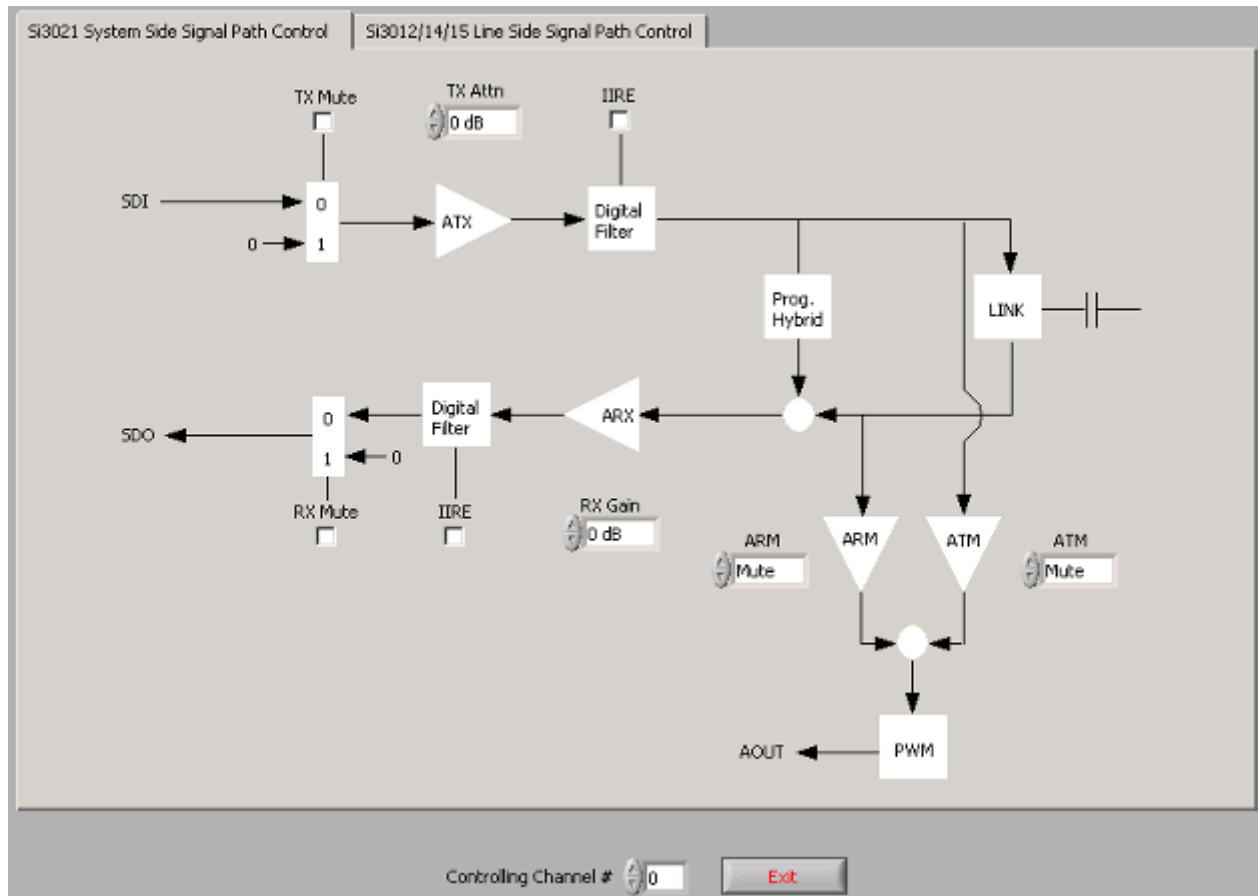 Si3021 System Side Signal Path Control
Si3012/14/15 Line Side Signal Path Control
TX Mute
TX Attn
0 dB
IIRE
SDI
0
1
0
ATX
Digital
Filter
Prog.
Hybrid
LINK
SDO
0
1
0
Digital
Filter
ARX
RX Mute
IIRE
RX Gain
0 dB
ARM
Mute
ARM
ATM
ATM
Mute
AOUT
PWM
Controlling Channel #
0
Exit